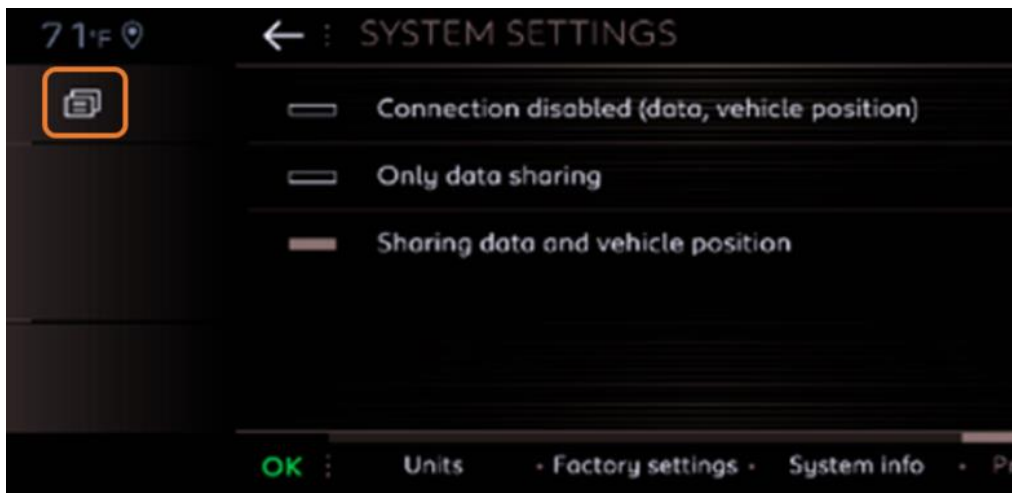 71°F
SYSTEM SETTINGS
Connection disabled (data, vehicle position)
Only data sharing
Sharing data and vehicle position
OK Units • Factory settings • System info •